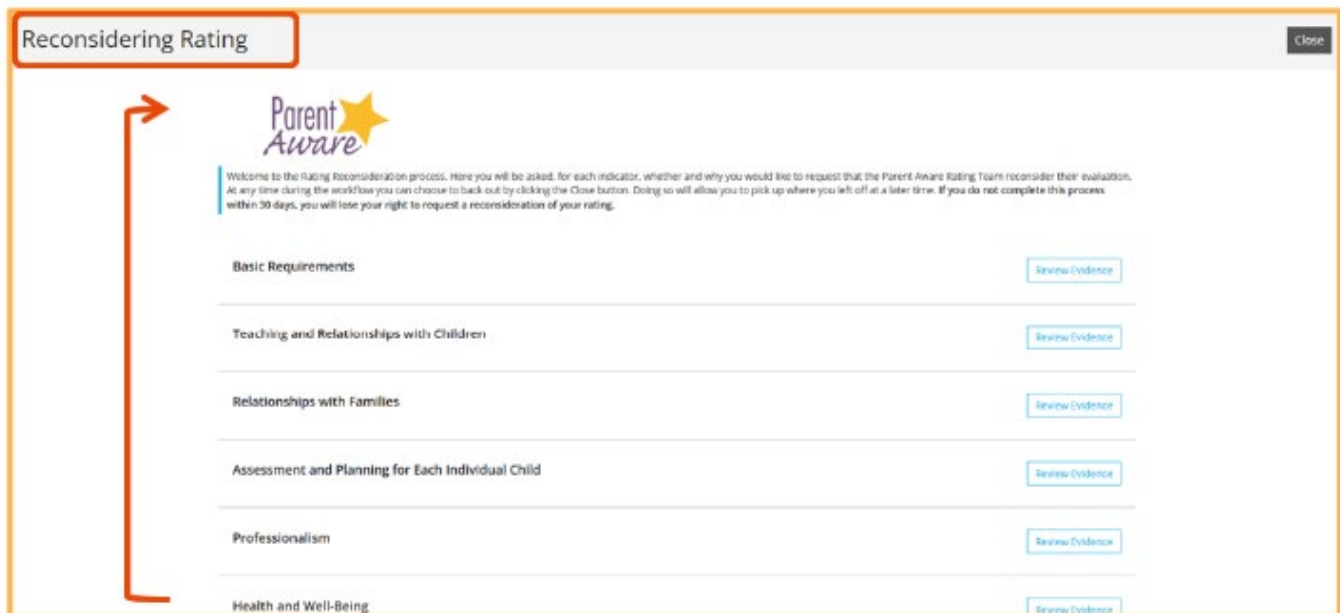 Reconsidering Rating
Close
Parent
Aware
Welcome to the Rating Reconsideration process. Here you will be asked, for each indicator, whether and why you would like to request that the Parent Aware Rating Team reconsider their evaluation.
At any time during the workflow you can choose to back out by clicking the Close button. Doing so will allow you to pick up where you left off at a later time. If you do not complete this process
within 30 days, you will lose your right to request a reconsideration of your rating.
Basic Requirements
Review Evidence
Teaching and Relationships with Children
Review Evidence
Relationships with Families
Review Evidence
Assessment and Planning for Each Individual Child
Review Evidence
Professionalism
Review Evidence
Health and Well-Being
Review Evidence